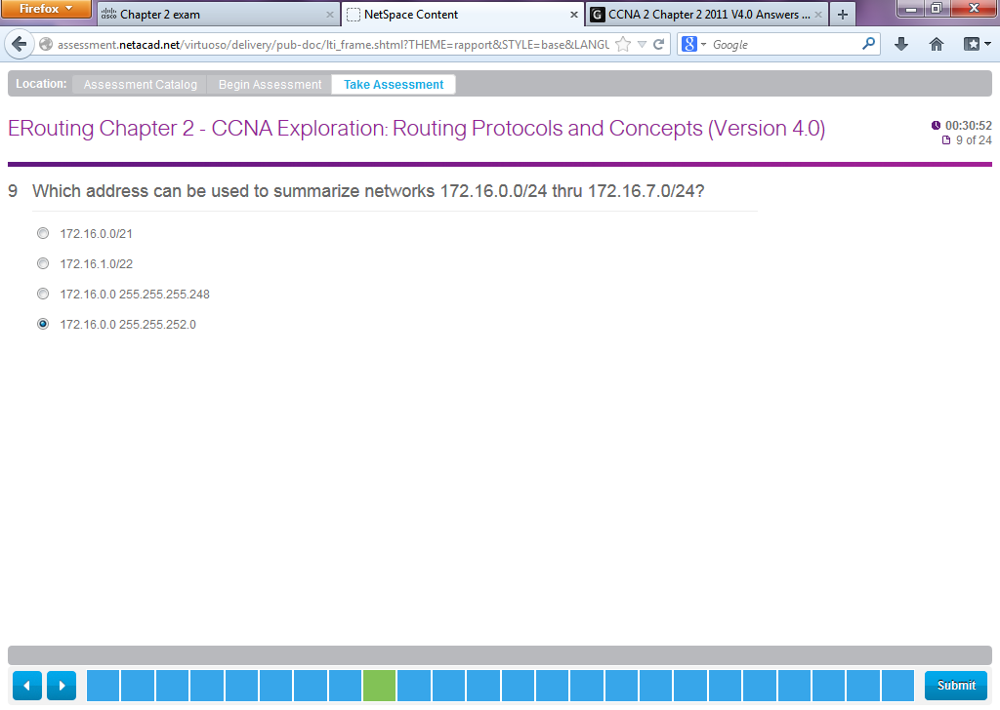 Firefox
Chapter 2 exam
NetSpace Content
CCNA 2 Chapter 2 2011 V4.0 Answers ...
assessment.netacad.net/virtuoso/delivery/pub-doc/lti_frame.shtml?THEME=rapport&STYLE=base&LANGU
Google
Location: Assessment Catalog Begin Assessment Take Assessment
ERouting Chapter 2 - CCNA Exploration: Routing Protocols and Concepts (Version 4.0)
00:30:52
9 of 24
9 Which address can be used to summarize networks 172.16.0.0/24 thru 172.16.7.0/24?
172.16.0.0/21
172.16.1.0/22
172.16.0.0 255.255.255.248
172.16.0.0 255.255.252.0
Submit